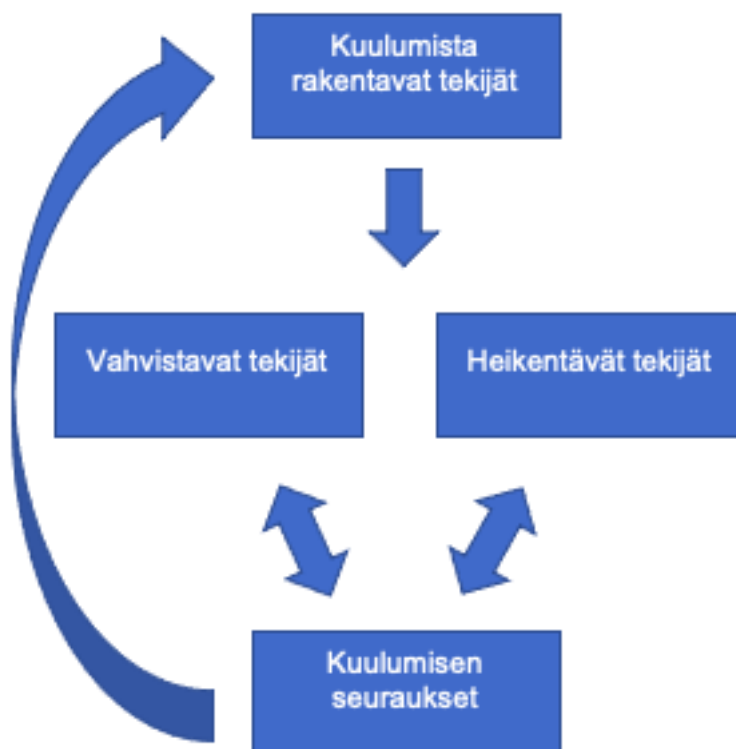 Kuulumista
rakentavat tekijät
Vahvistavat tekijät
Heikentävät tekijät
Kuulumisen
seuraukset